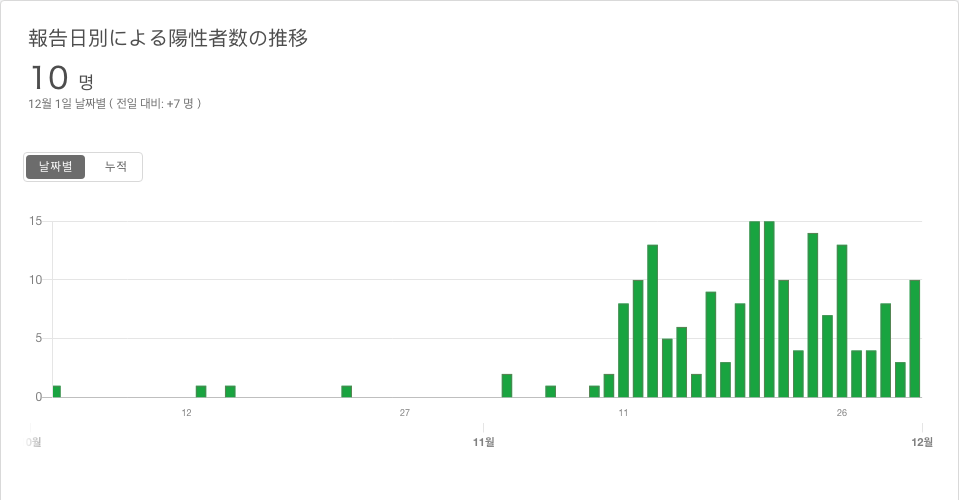 報告日別による陽性者数の推移
10 명
12월 1일 날짜별 ( 전일 대비: +7 명 )
날짜별 누적
15
10
5
0
12 27 11 26
0월 11월 12월